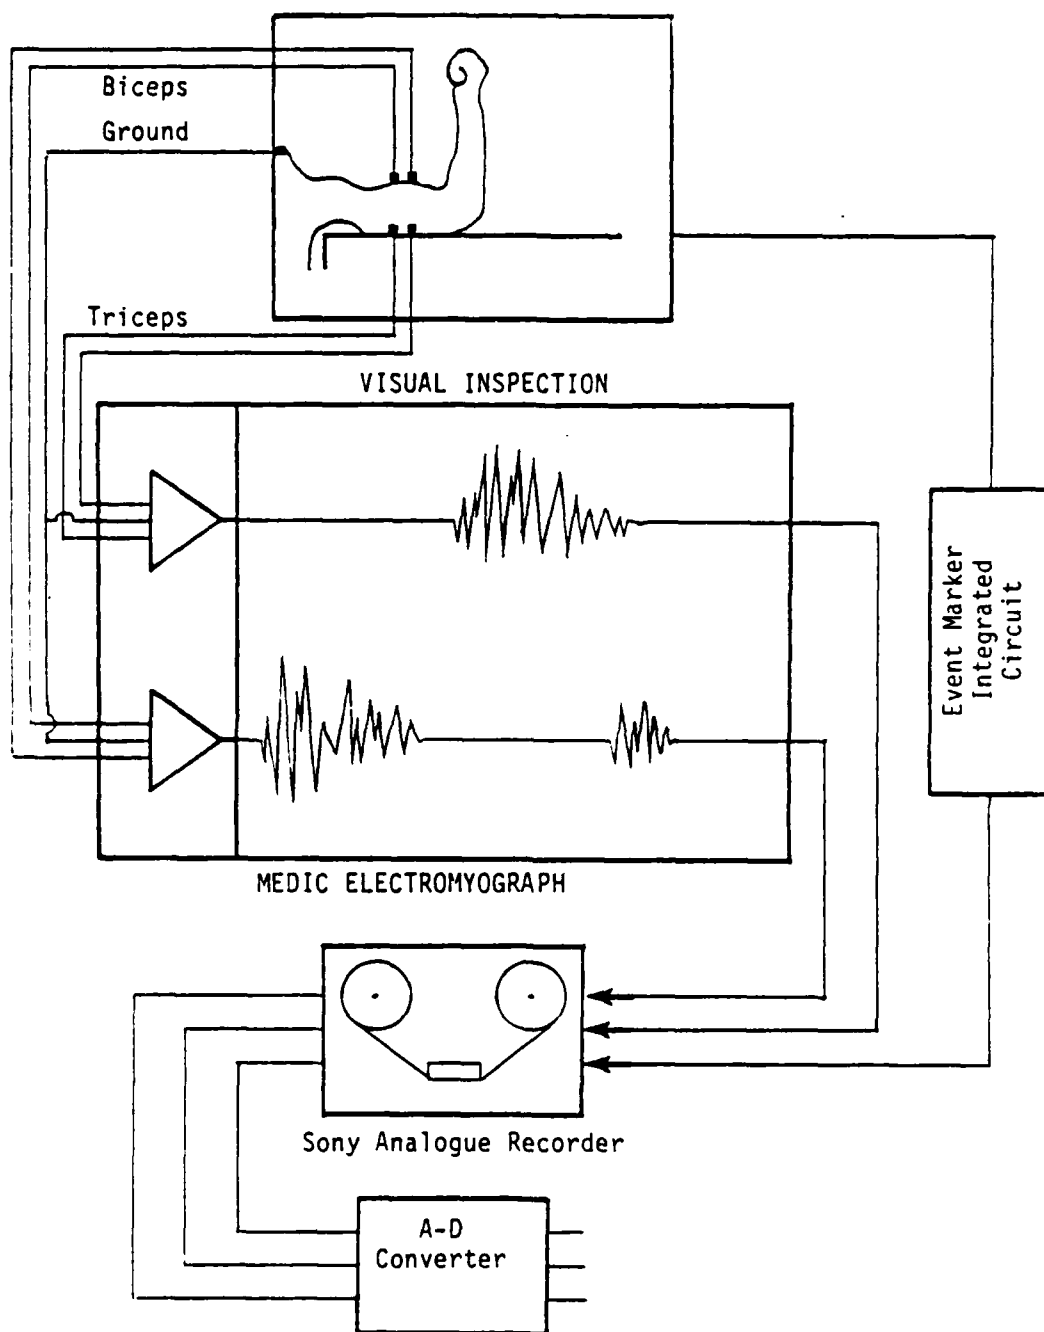 Biceps
Ground
Triceps
VISUAL INSPECTION
Event Marker
Integrated
Circuit
MEDIC ELECTROMYOGRAPH
Sony Analogue Recorder
A-D
Converter